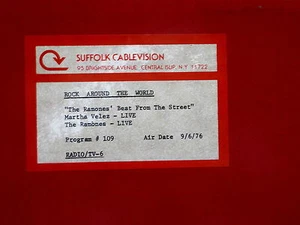 SUFFOLK CABLEVISION
95 BRIGHTSIDE AVENUE, CENTRAL ISLIP, N.Y. 11722
ROCK AROUND THE WORLD
"The Ramones' Beat From The Street"
Martha Velez - LIVE
The Ramones - LIVE
Program # 109 Air Date 9/6/76
RADIO/TV-6